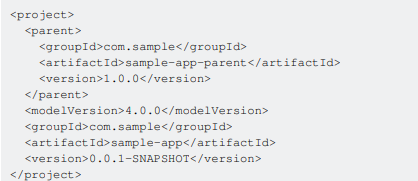 <project>
  <parent>
    <groupId>com.sample</groupId>
    <artifactId>sample-app-parent</artifactId>
    <version>1.0.0</version>
  </parent>
  <modelVersion>4.0.0</modelVersion>
  <groupId>com.sample</groupId>
  <artifactId>sample-app</artifactId>
  <version>0.0.1-SNAPSHOT</version>
</project>